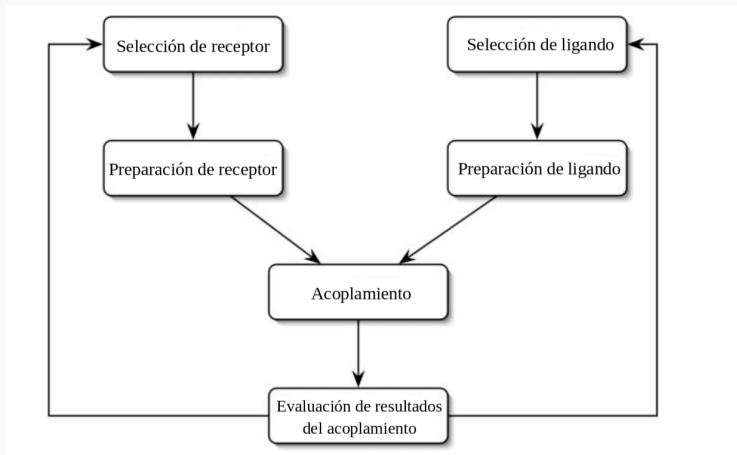 Selección de receptor
Selección de ligando
Preparación de receptor
Preparación de ligando
Acoplamiento
Evaluación de resultados
del acoplamiento